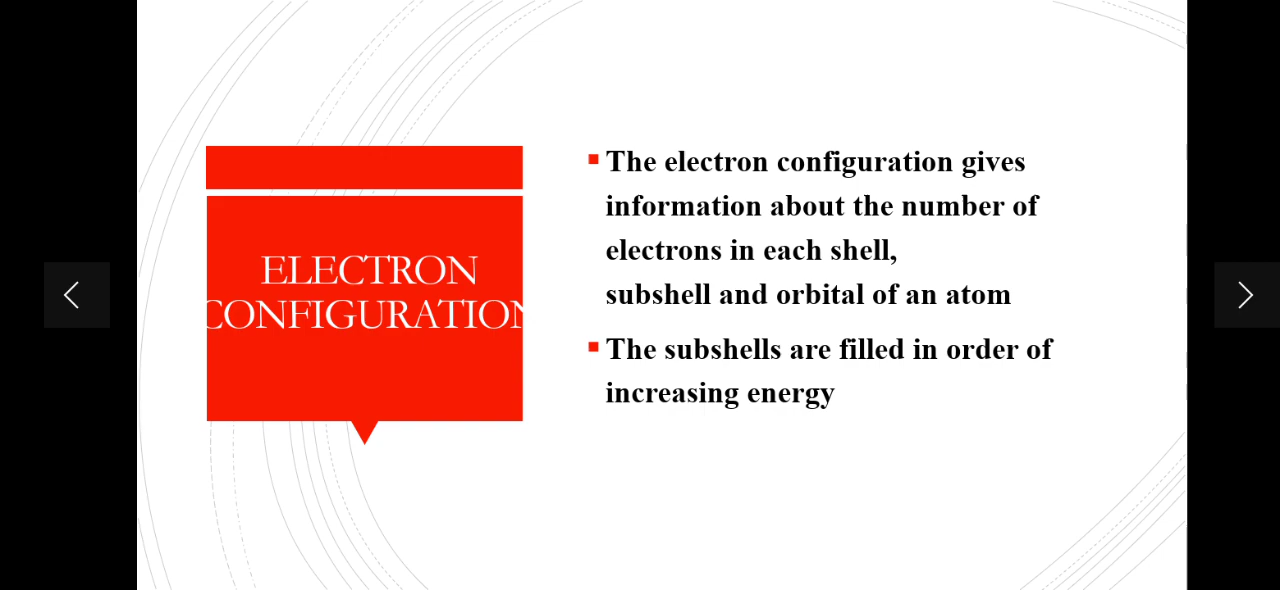 ELECTRON
CONFIGURATION
The electron configuration gives
information about the number of
electrons in each shell,
subshell and orbital of an atom
The subshells are filled in order of
increasing energy